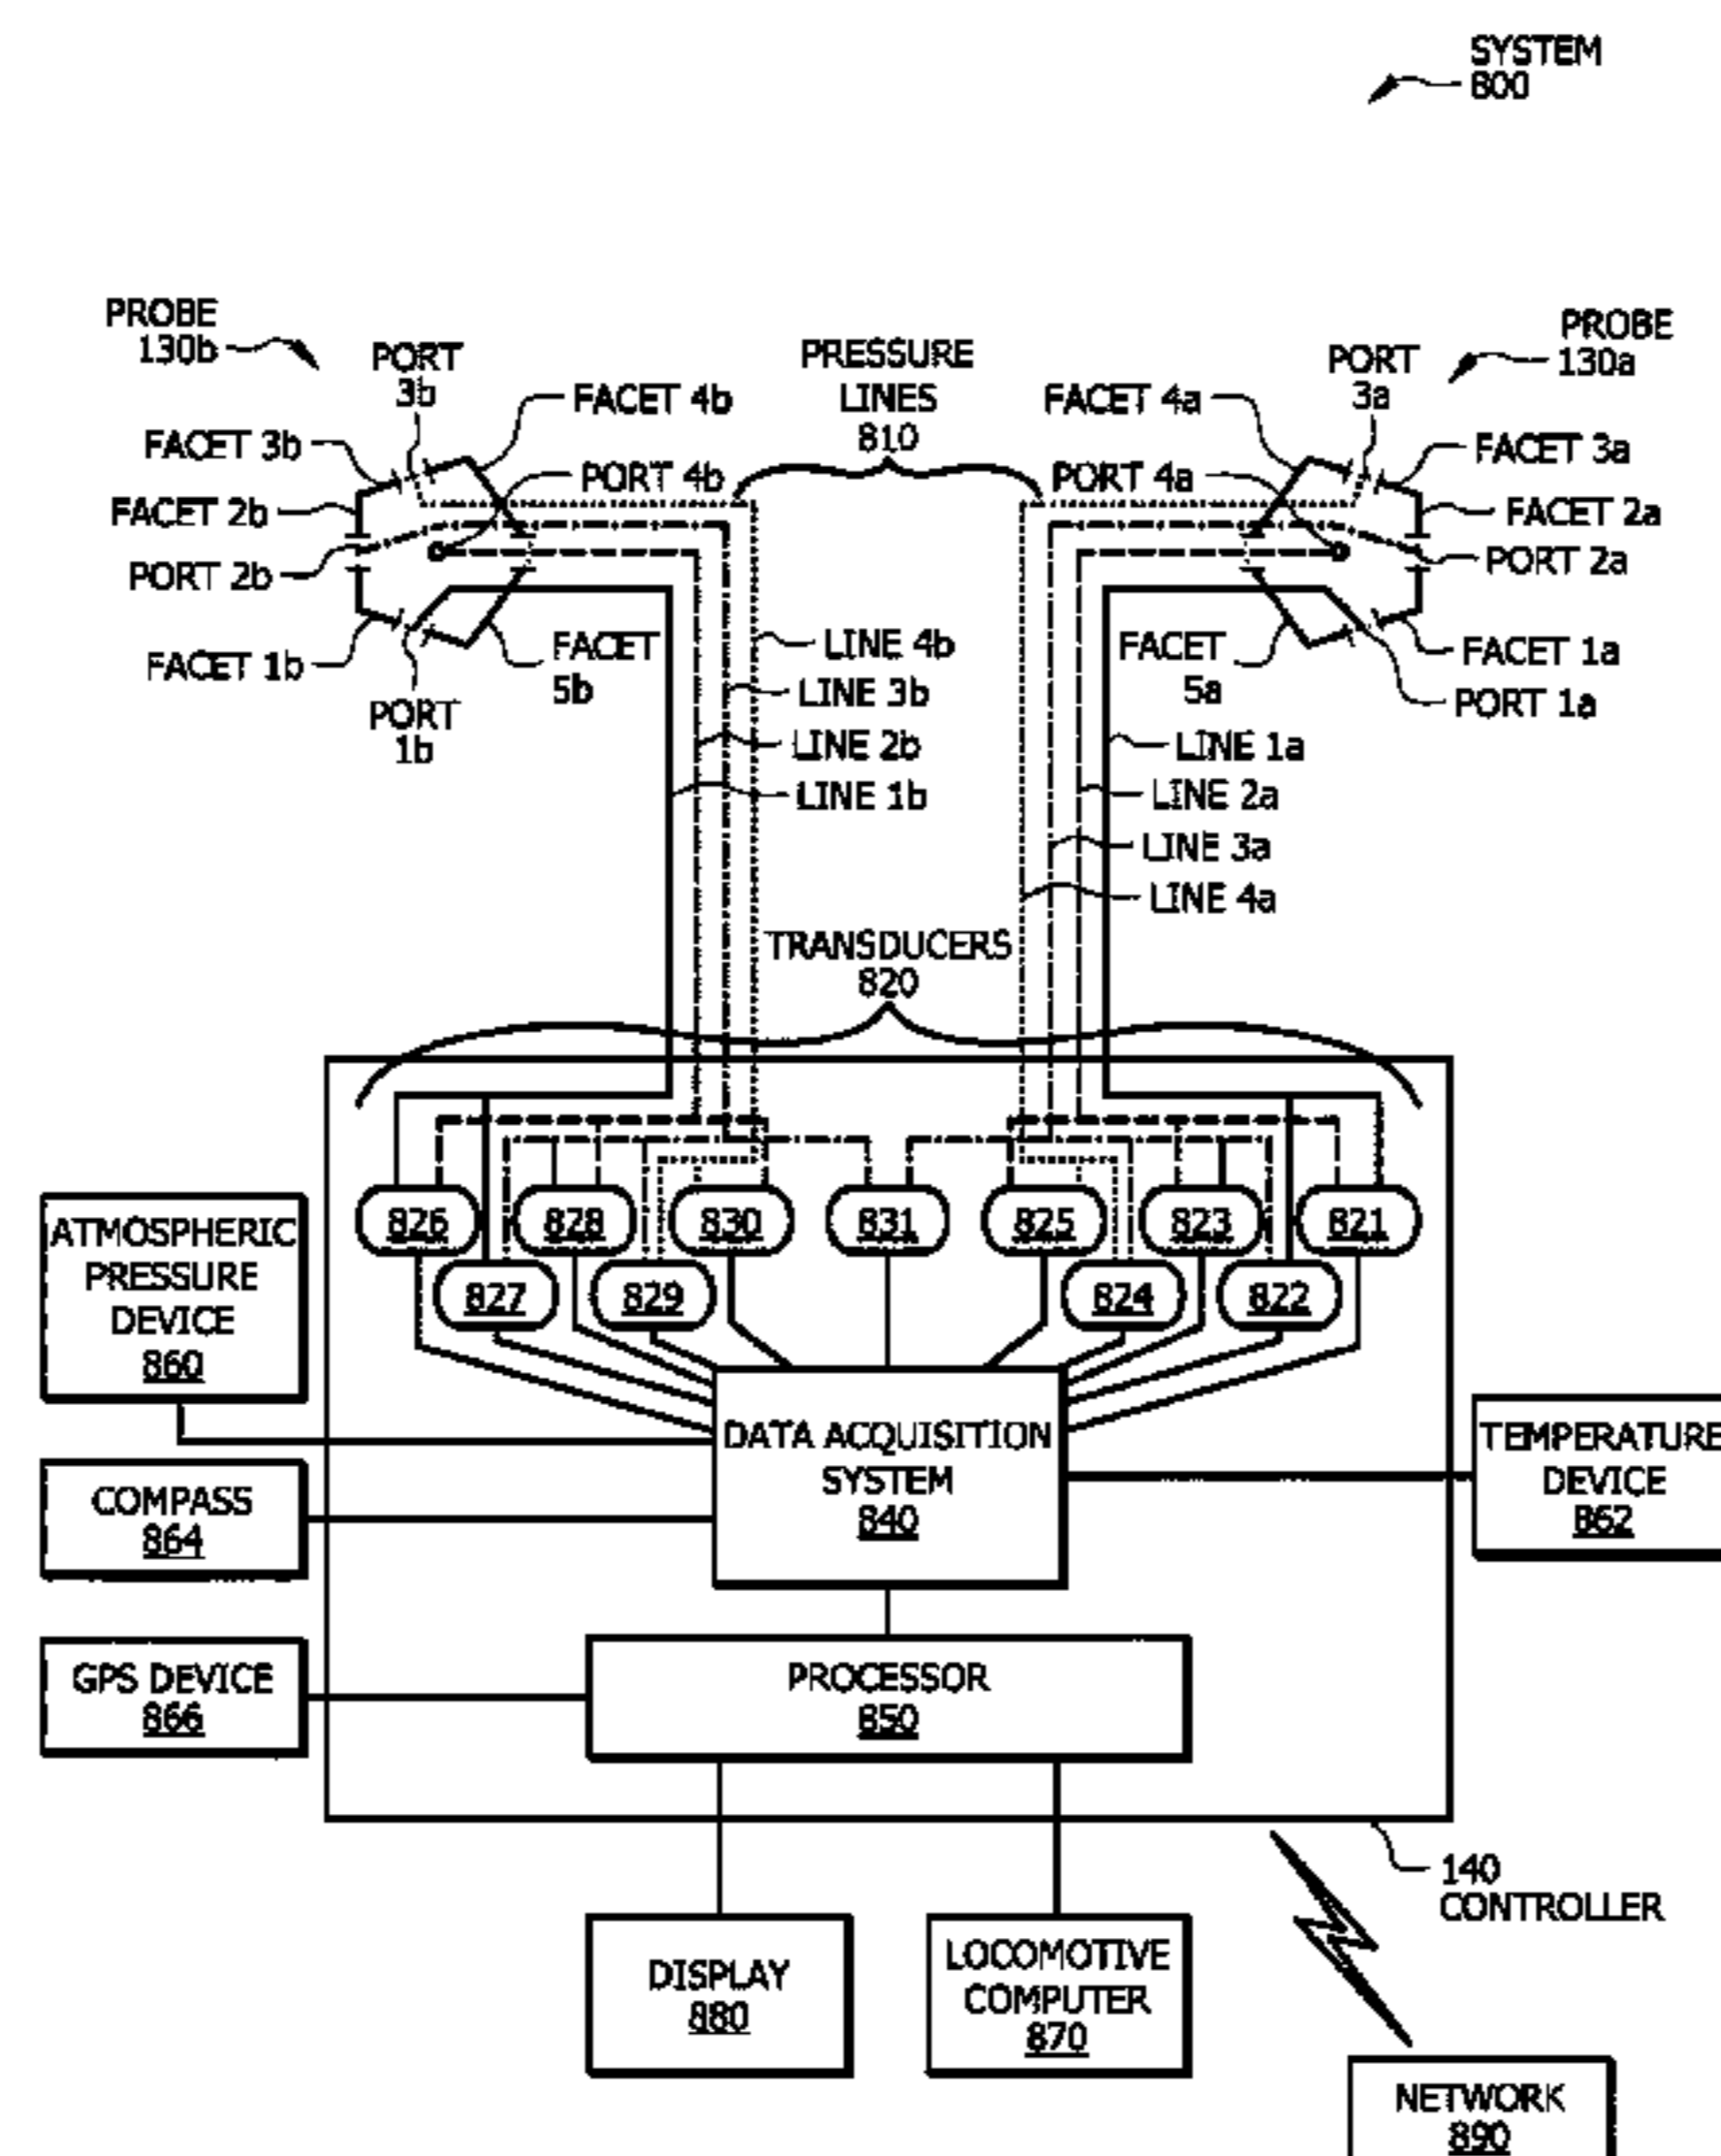 SYSTEM
800
PROBE
130b
PORT
3b
FACET 4b
FACET 3b
PORT 4b
FACET 2b
PORT 2b
FACET 1b
PORT
1b
FACET
5b
PRESSURE
LINES
810
PROBE
130a
PORT
3a
FACET 4a
FACET 3a
PORT 4a
FACET 2a
PORT 2a
FACET 1a
FACET
5a
PORT 1a
LINE 4b
LINE 3b
LINE 2b
LINE 1b
LINE 1a
LINE 2a
LINE 3a
LINE 4a
TRANSDUCERS
820
826
828
830
831
825
823
821
827
829
824
822
ATMOSPHERIC
PRESSURE
DEVICE
860
DATA ACQUISITION
SYSTEM
840
TEMPERATURE
DEVICE
862
COMPASS
864
GPS DEVICE
866
PROCESSOR
850
140
CONTROLLER
DISPLAY
880
LOCOMOTIVE
COMPUTER
870
NETWORK
890